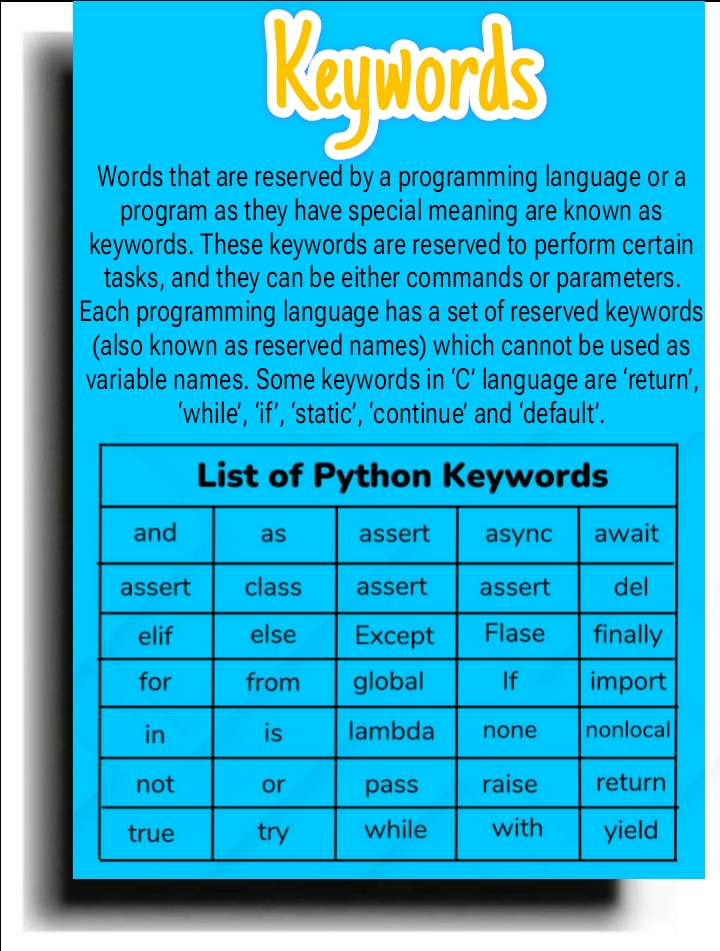 Keywords
Words that are reserved by a programming language or a
program as they have special meaning are known as
keywords. These keywords are reserved to perform certain
tasks, and they can be either commands or parameters.
Each programming language has a set of reserved keywords
(also known as reserved names) which cannot be used as
variable names. Some keywords in ‘C’ language are ‘return’,
‘while’, ‘if’, ‘static’, ‘continue’ and ‘default’.
List of Python Keywords
and as assert async await
assert class assert assert del
elif else Except Flase finally
for from global If import
in is lambda none nonlocal
not or pass raise return
true try while with yield